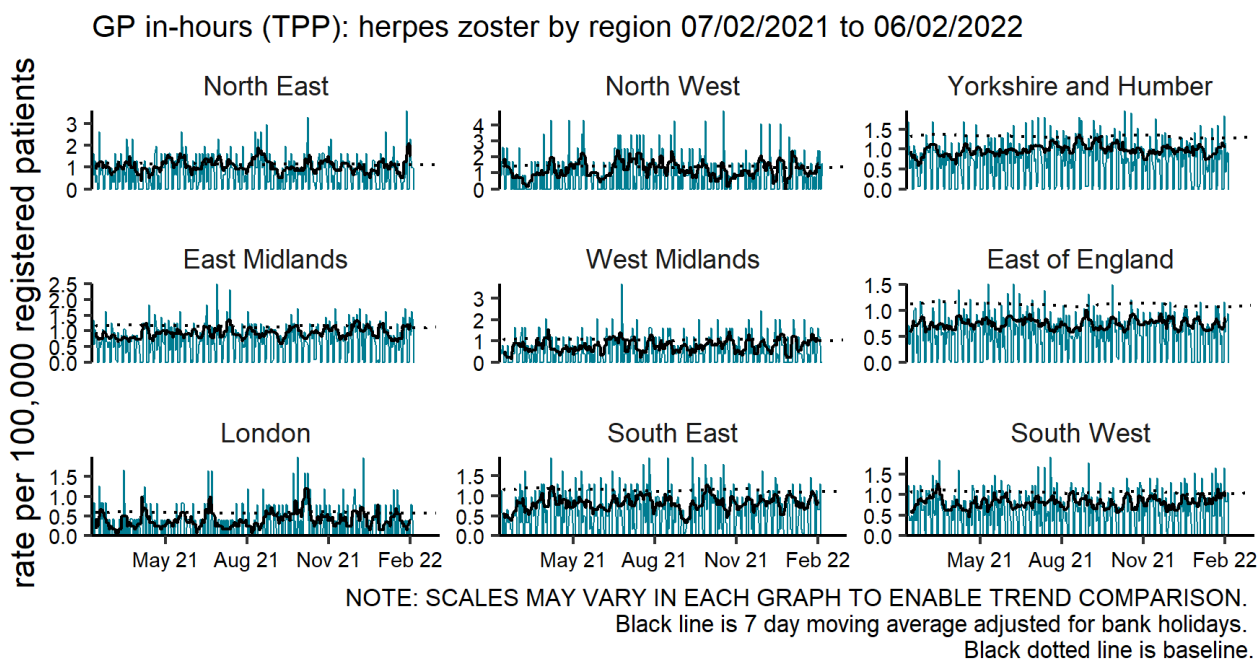 GP in-hours (TPP): herpes zoster by region 07/02/2021 to 06/02/2022
rate per 100,000 registered patients
North East
3
2
1
0
North West
4
3
2
1
0
Yorkshire and Humber
1.5
1.0
0.5
0.0
East Midlands
2.5
2.0
1.5
1.0
0.5
0.0
West Midlands
3
2
1
0
East of England
1.5
1.0
0.5
0.0
London
1.5
1.0
0.5
0.0
May 21 Aug 21 Nov 21 Feb 22
South East
1.5
1.0
0.5
0.0
May 21 Aug 21 Nov 21 Feb 22
South West
1.5
1.0
0.5
0.0
May 21 Aug 21 Nov 21 Feb 22
NOTE: SCALES MAY VARY IN EACH GRAPH TO ENABLE TREND COMPARISON.
Black line is 7 day moving average adjusted for bank holidays.
Black dotted line is baseline.